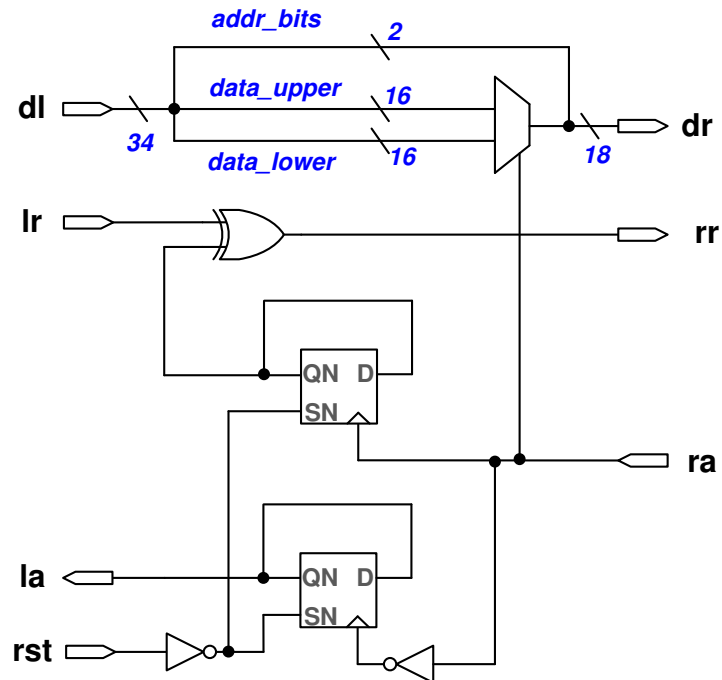 addr_bits
2
dl
data_upper
16
dr
34
data_lower
16
18
lr
rr
QN D
SN
ra
la
QN D
SN
rst